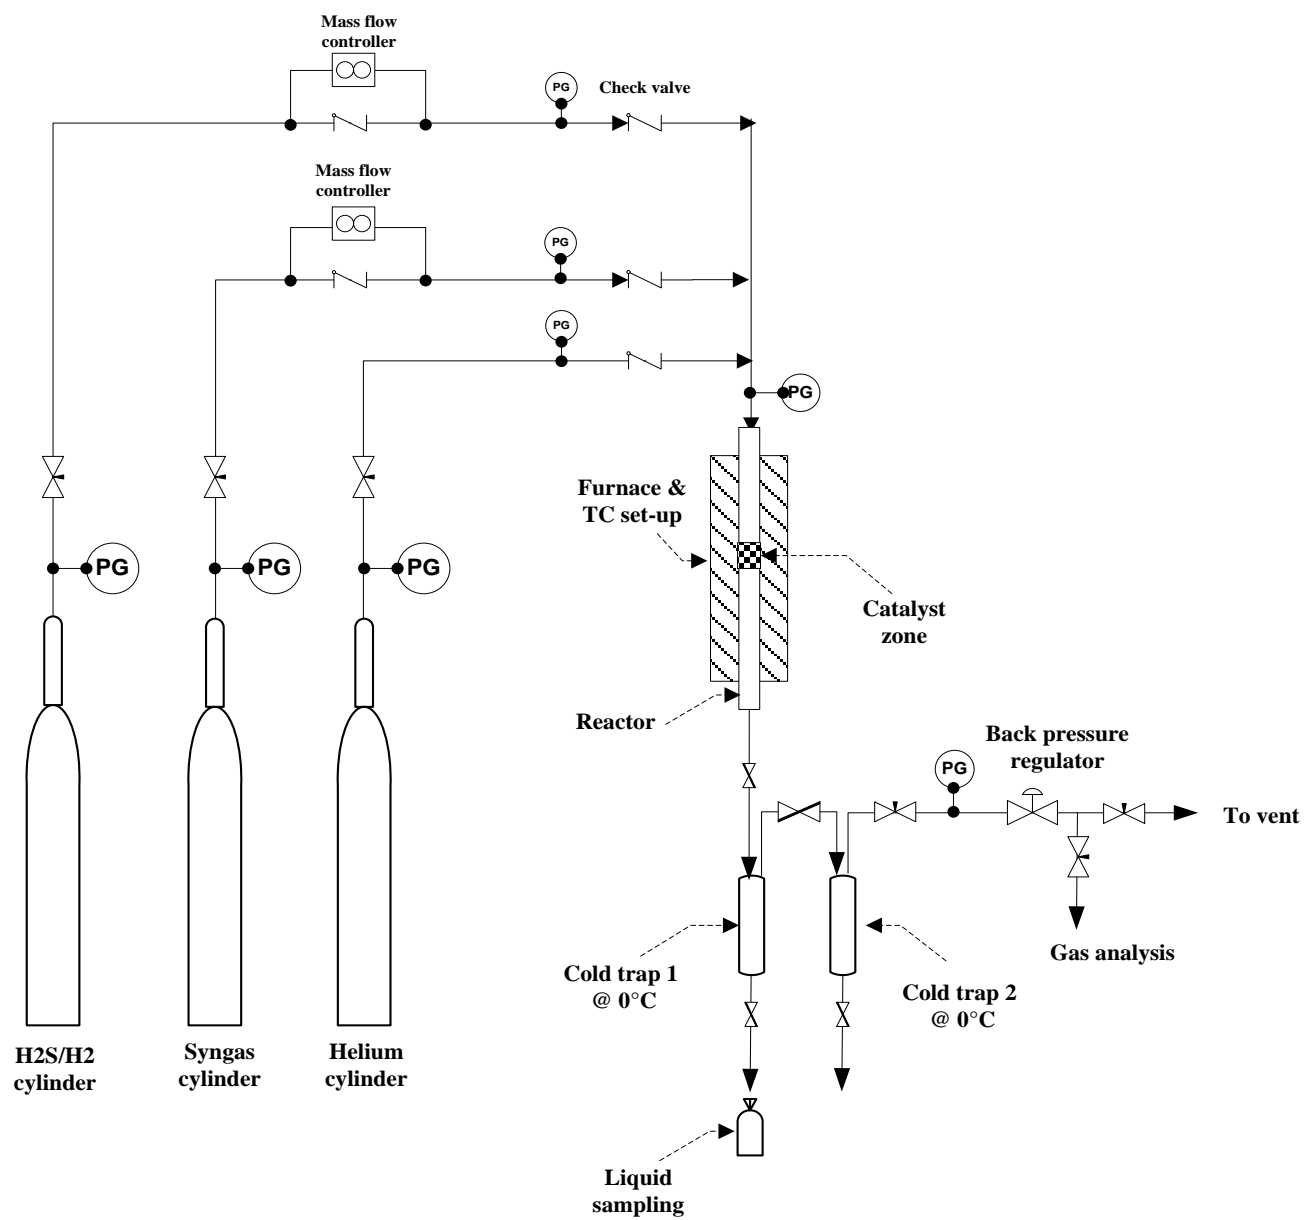 Mass flow
controller
PG
Check valve
Mass flow
controller
PG
PG
PG
Furnace &
TC set-up
PG
PG
PG
Catalyst
zone
Reactor
Back pressure
regulator
PG
To vent
Gas analysis
Cold trap 1
@ 0°C
Cold trap 2
@ 0°C
H2S/H2
cylinder
Syngas
cylinder
Helium
cylinder
Liquid
sampling